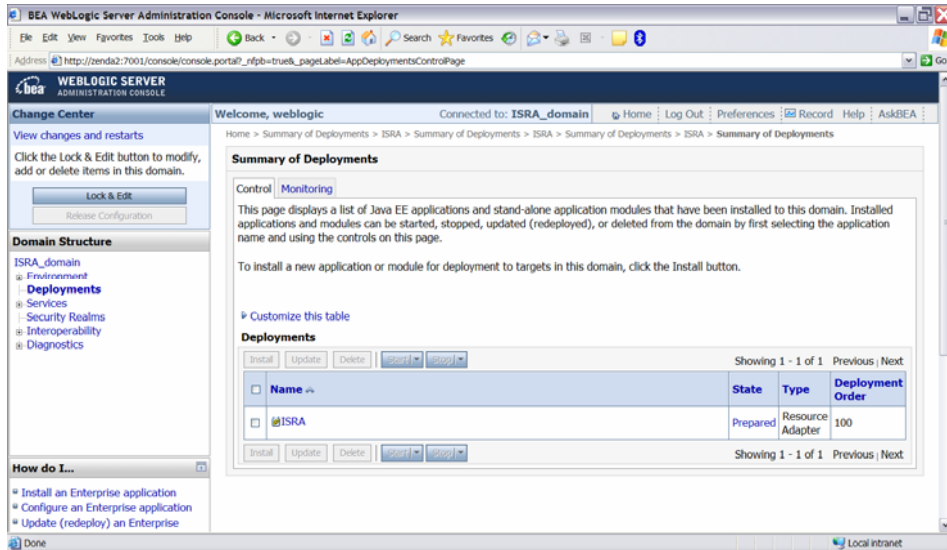 BEA WebLogic Server Administration Console - Microsoft Internet Explorer
File Edit View Favorites Tools Help
Back Search Favorites
Address http://zenda2:7001/console/console.portal?_nfpb=true&_pageLabel=AppDeploymentsControlPage Go
bea WEBLOGIC SERVER
ADMINISTRATION CONSOLE
Change Center
View changes and restarts
Click the Lock & Edit button to modify,
add or delete items in this domain.
Lock & Edit
Release Configuration
Domain Structure
ISRA_domain
Environment
Deployments
Services
Security Realms
Interoperability
Diagnostics
How do I...
Install an Enterprise application
Configure an Enterprise application
Update (redeploy) an Enterprise
Welcome, weblogic Connected to: ISRA_domain Home Log Out Preferences Record Help AskBEA
Home > Summary of Deployments > ISRA > Summary of Deployments > ISRA > Summary of Deployments > ISRA > Summary of Deployments
Summary of Deployments
Control Monitoring
This page displays a list of Java EE applications and stand-alone application modules that have been installed to this domain. Installed
applications and modules can be started, stopped, updated (redeployed), or deleted from the domain by first selecting the application
name and using the controls on this page.
To install a new application or module for deployment to targets in this domain, click the Install button.
Customize this table
Deployments
Install Update Delete Start Stop Showing 1 - 1 of 1 Previous | Next
Name State Type Deployment
Order
ISRA Prepared Resource
Adapter 100
Install Update Delete Start Stop Showing 1 - 1 of 1 Previous | Next
Done Local intranet